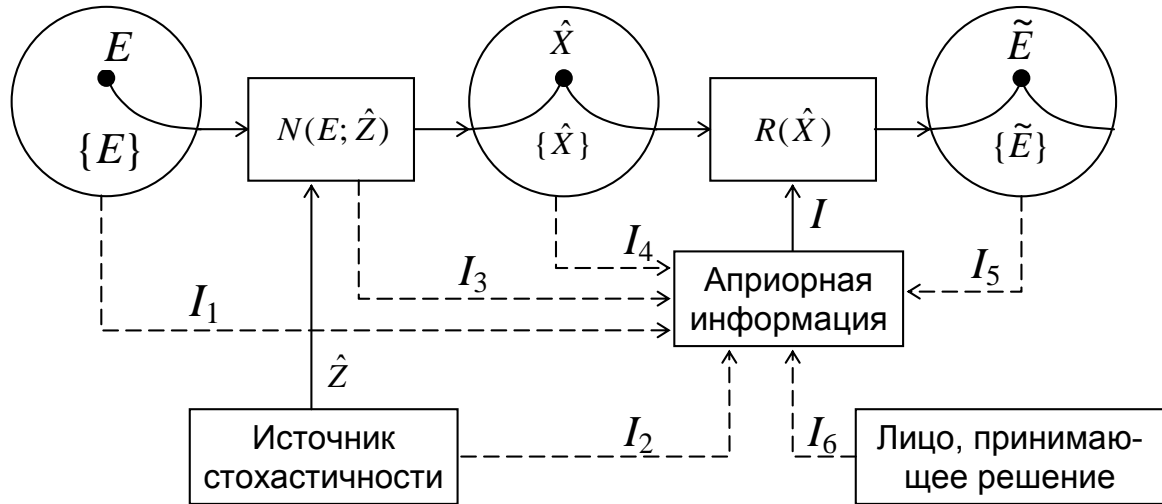 E
{E}
N(E; Ẑ)
X̂
{X̂}
R(X̂)
Ẽ
{Ẽ}
I
I₄
I₅
I₃
I₁
Априорная
информация
Ẑ
Источник
стохастичности
I₂
I₆
Лицо, принимаю-
щее решение